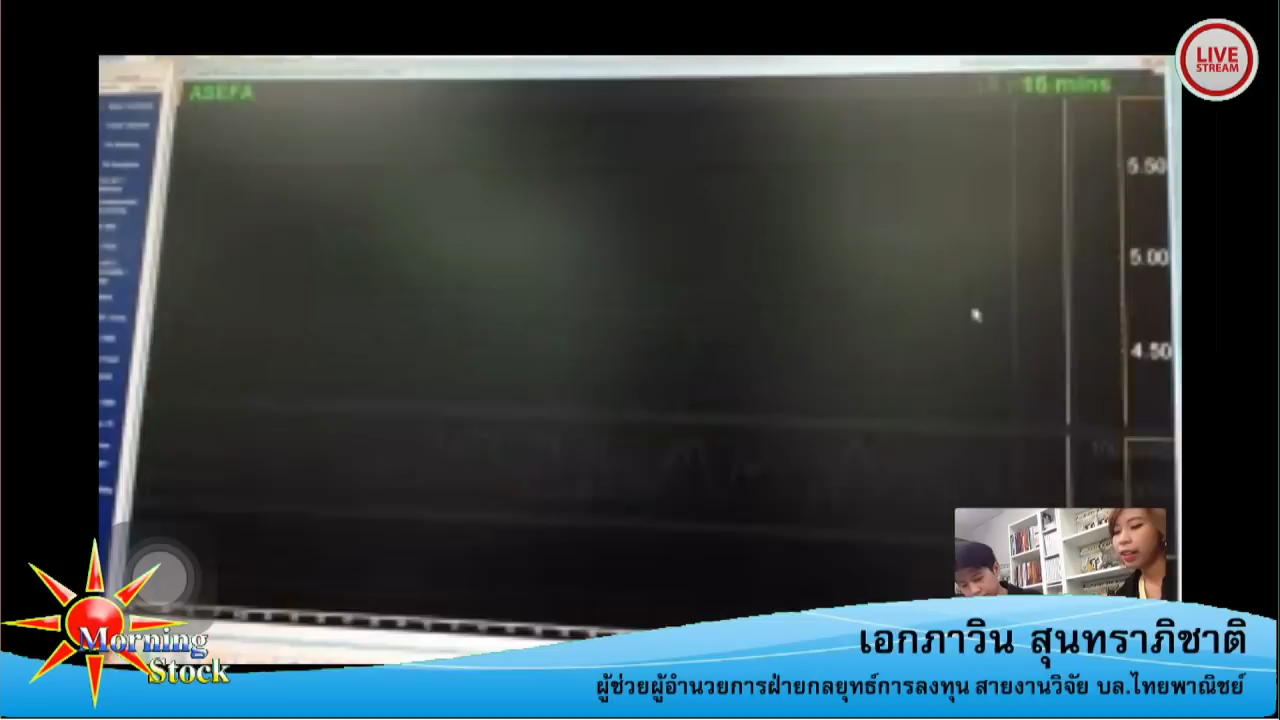 LIVE
STREAM
ASEFA
15 mins
5.50
5.00
4.50
Morning
Stock
เอกภาวิน สุนทราภิชาติ
ผู้ช่วยผู้อำนวยการฝ่ายกลยุทธ์การลงทุน สายงานวิจัย บล.ไทยพาณิชย์